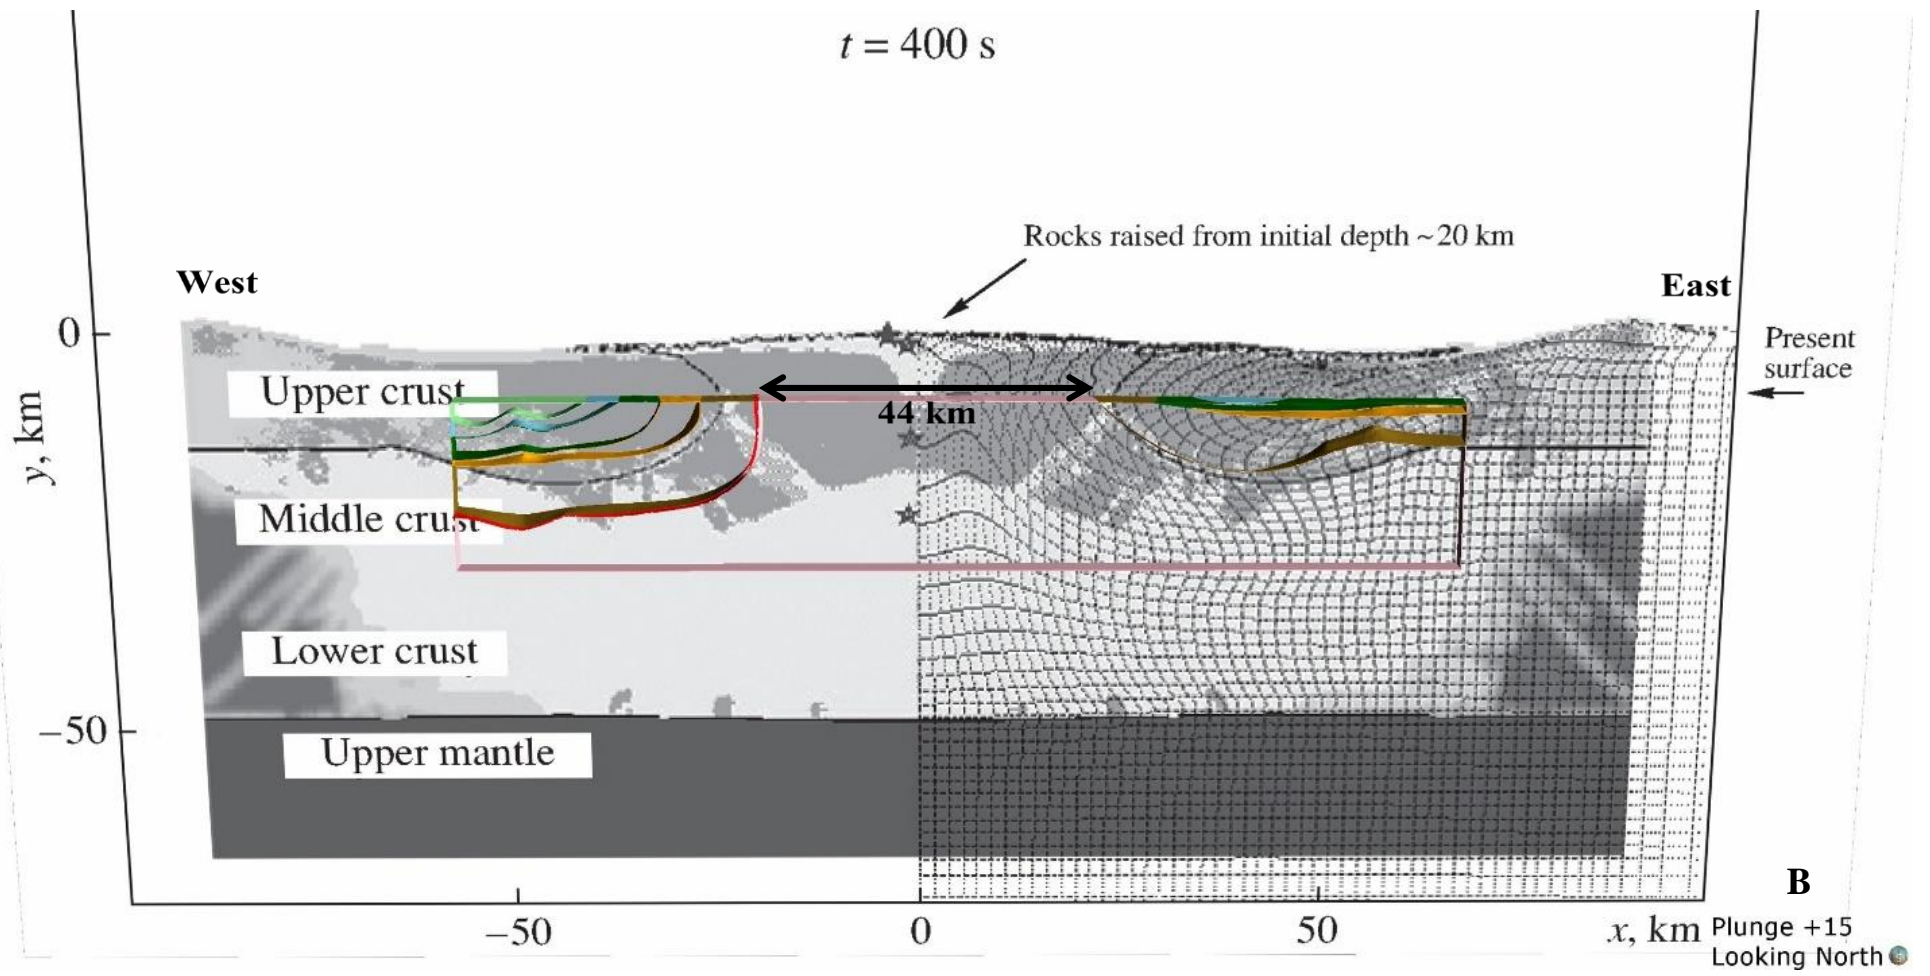 t = 400 s
Rocks raised from initial depth ~20 km
West
East
0
Present
surface
Upper crust
44 km
y, km
Middle crust
Lower crust
–50
Upper mantle
B
–50
0
50
x, km
Plunge +15
Looking North